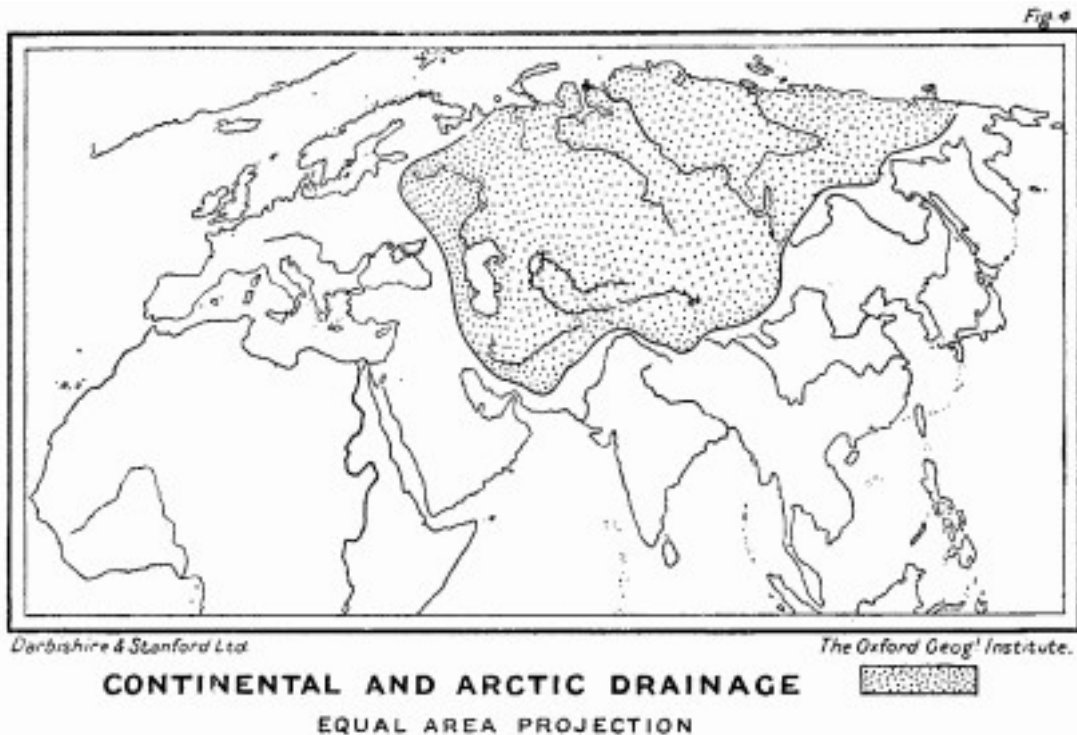 Fig 4
Darbishire & Stanford Ltd.
The Oxford Geog! Institute.
CONTINENTAL AND ARCTIC DRAINAGE
EQUAL AREA PROJECTION